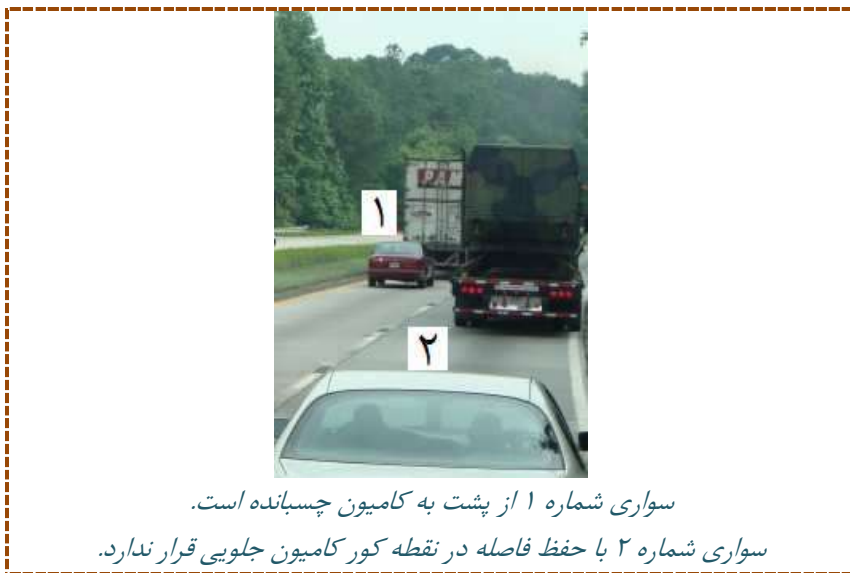 PAM
۱
۲
سواری شماره ۱ از پشت به کامیون چسبانده است.
سواری شماره ۲ با حفظ فاصله در نقطه کور کامیون جلویی قرار ندارد.